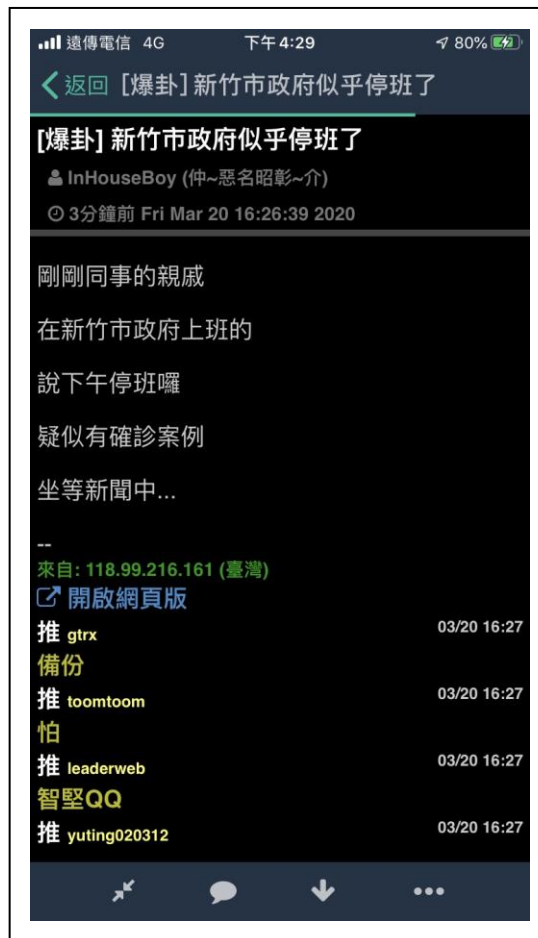 遠傳電信 4G 下午4:29 80%
返回 [爆卦] 新竹市政府似乎停班了
[爆卦] 新竹市政府似乎停班了
InHouseBoy (仲~惡名昭彰~介)
3分鐘前 Fri Mar 20 16:26:39 2020
剛剛同事的親戚
在新竹市政府上班的
說下午停班囉
疑似有確診案例
坐等新聞中...
--
來自: 118.99.216.161 (臺灣)
開啟網頁版
推 gtrx 03/20 16:27
備份
推 toomtoom 03/20 16:27
怕
推 leaderweb 03/20 16:27
智堅QQ
推 yuting020312 03/20 16:27